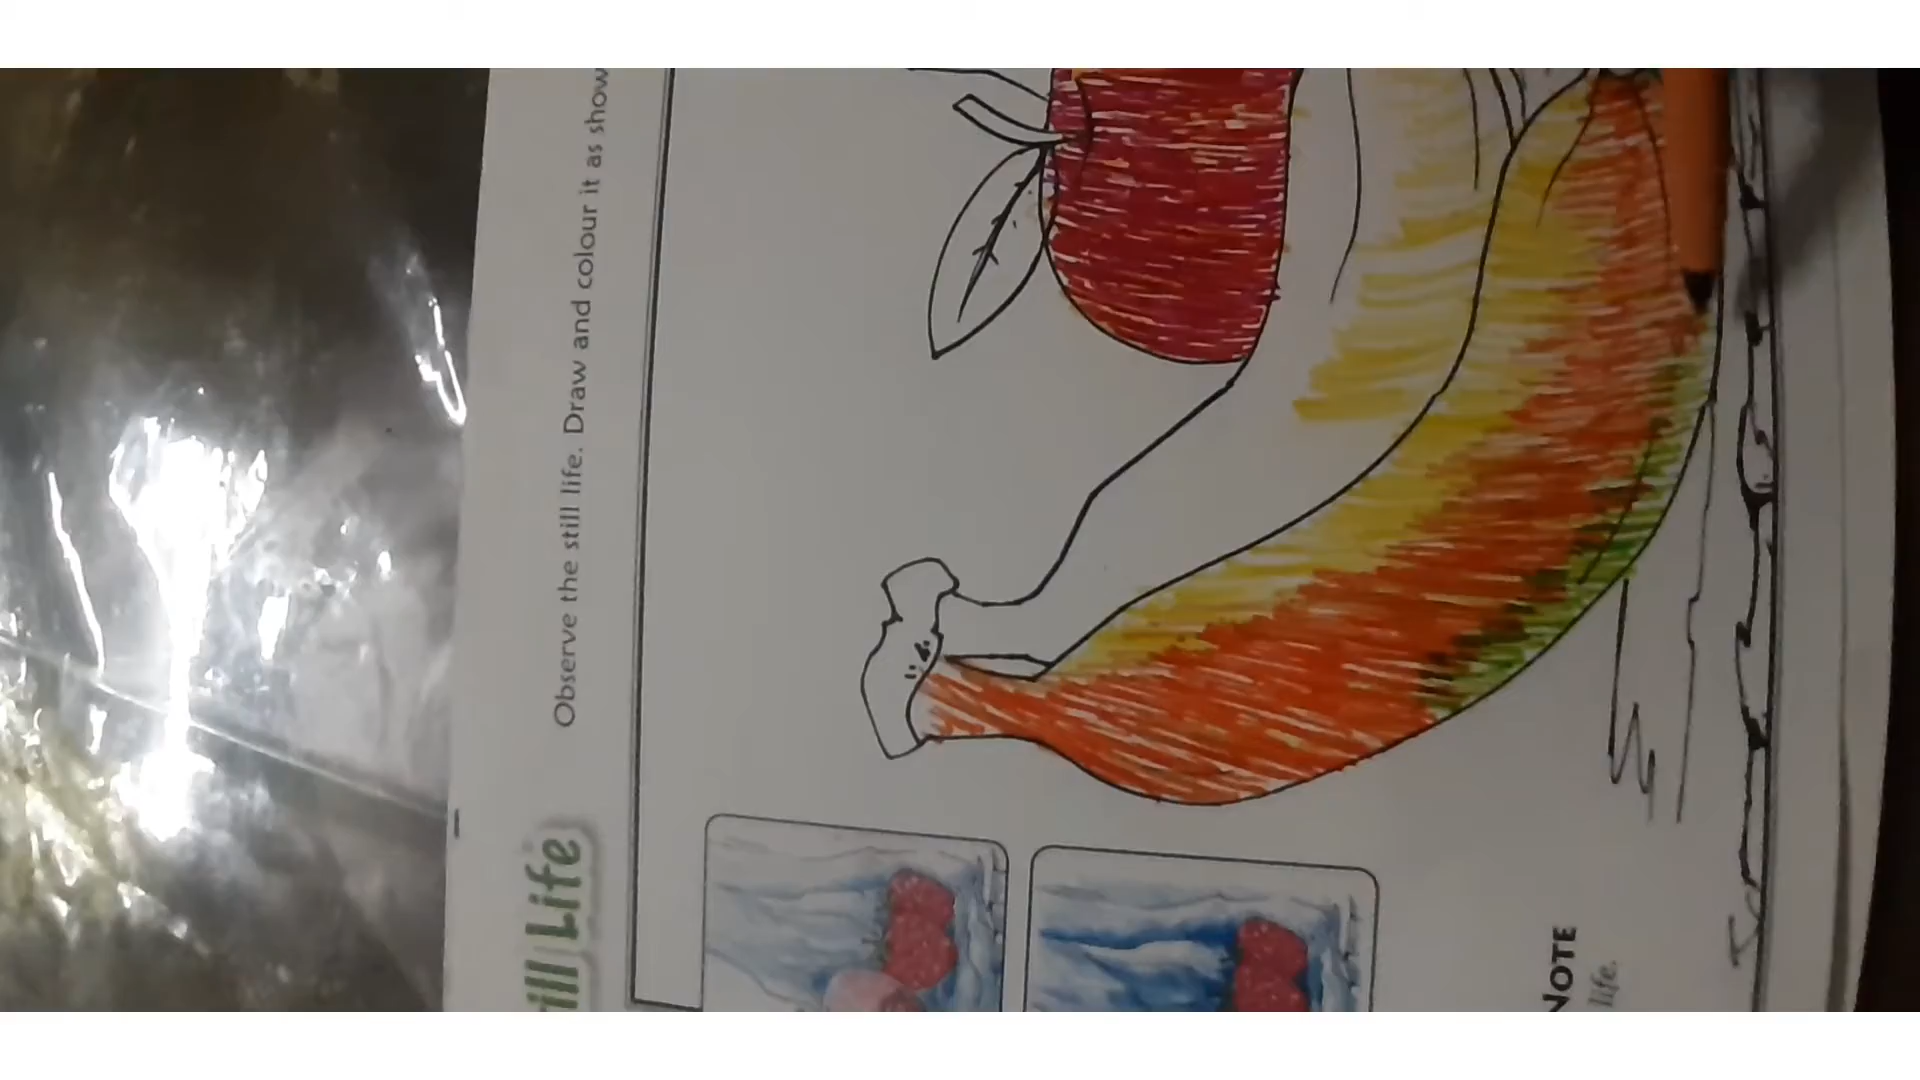 ill Life
Observe the still life. Draw and colour it as show
NOTE
life.